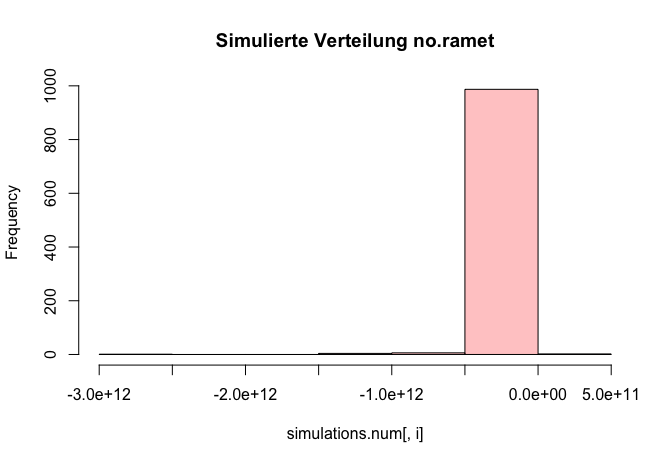 Simulierte Verteilung no.ramet
Frequency
1000
800
600
400
200
0
-3.0e+12 -2.0e+12 -1.0e+12 0.0e+00 5.0e+11
simulations.num[, i]